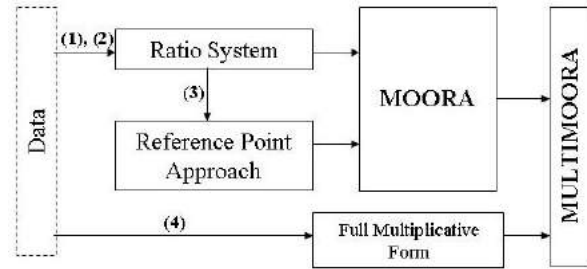 Data
(1), (2)
Ratio System
(3)
Reference Point
Approach
MOORA
(4)
Full Multiplicative
Form
MULTIMOORA